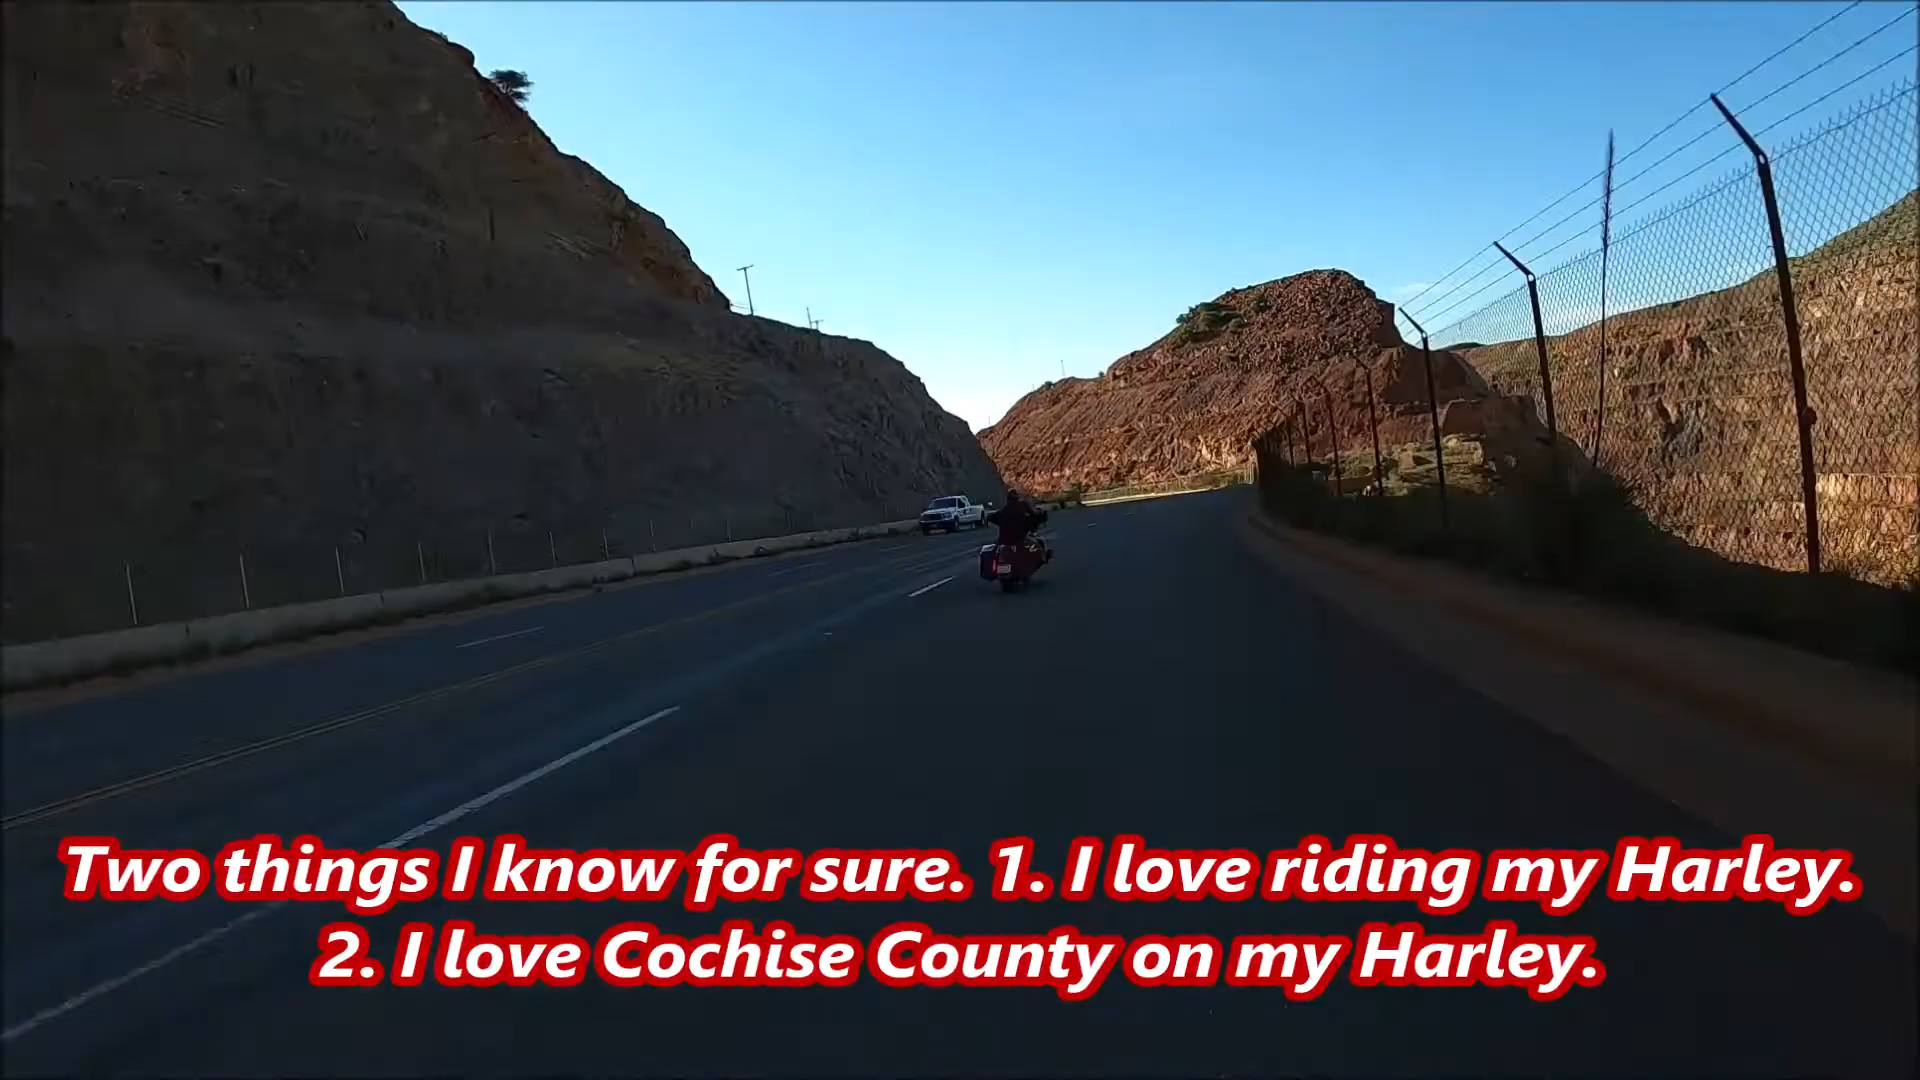 Two things I know for sure. 1. I love riding my Harley.
2. I love Cochise County on my Harley.